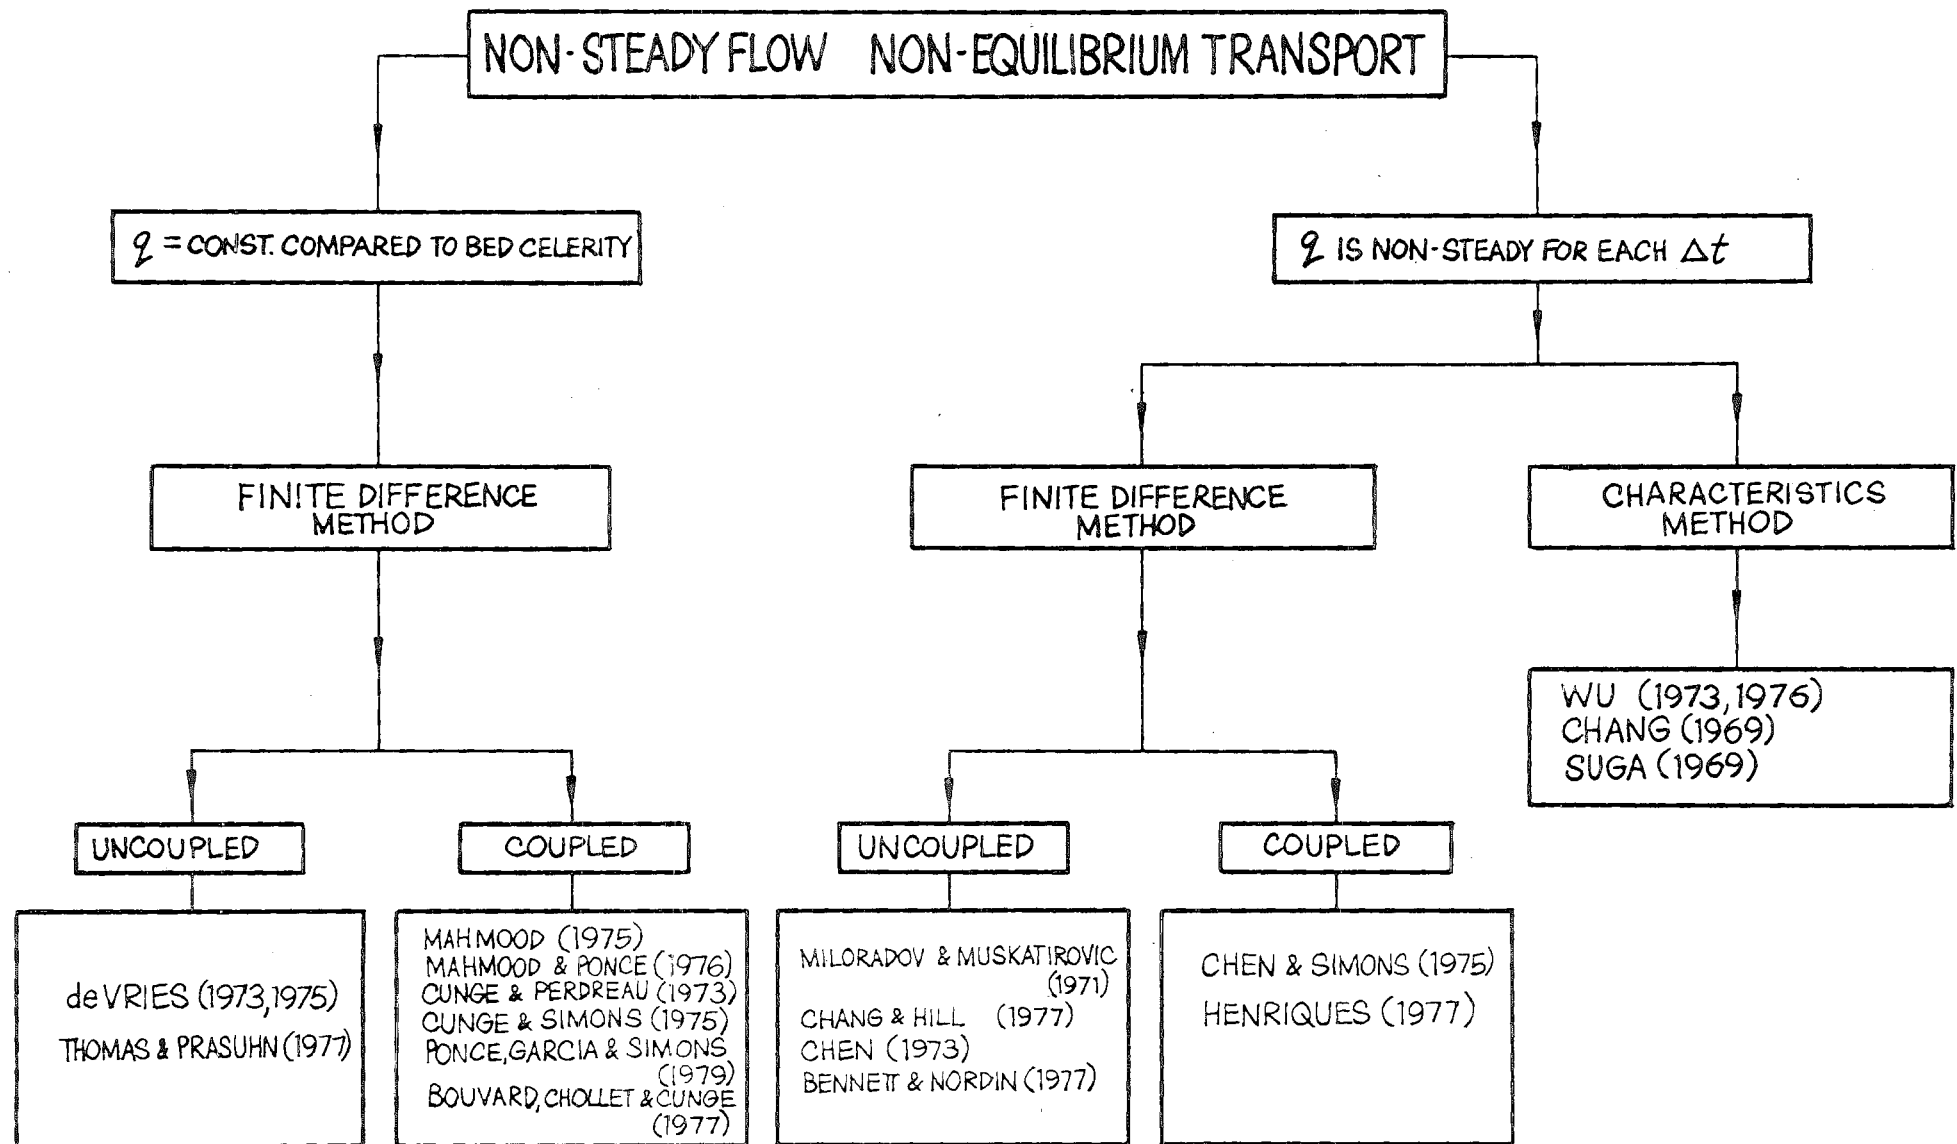 NON-STEADY FLOW NON-EQUILIBRIUM TRANSPORT
q = CONST. COMPARED TO BED CELERITY
q IS NON-STEADY FOR EACH Δt
FINITE DIFFERENCE
METHOD
FINITE DIFFERENCE
METHOD
CHARACTERISTICS
METHOD
WU (1973,1976)
CHANG (1969)
SUGA (1969)
UNCOUPLED
COUPLED
UNCOUPLED
COUPLED
deVRIES (1973,1975)
THOMAS & PRASUHN (1977)
MAHMOOD (1975)
MAHMOOD & PONCE (1976)
CUNGE & PERDREAU (1973)
CUNGE & SIMONS (1975)
PONCE, GARCIA & SIMONS
(1979)
BOUVARD, CHOLLET & CUNGE
(1977)
MILORADOV & MUSKATIROVIC
(1971)
CHANG & HILL (1977)
CHEN (1973)
BENNETT & NORDIN (1977)
CHEN & SIMONS (1975)
HENRIQUES (1977)